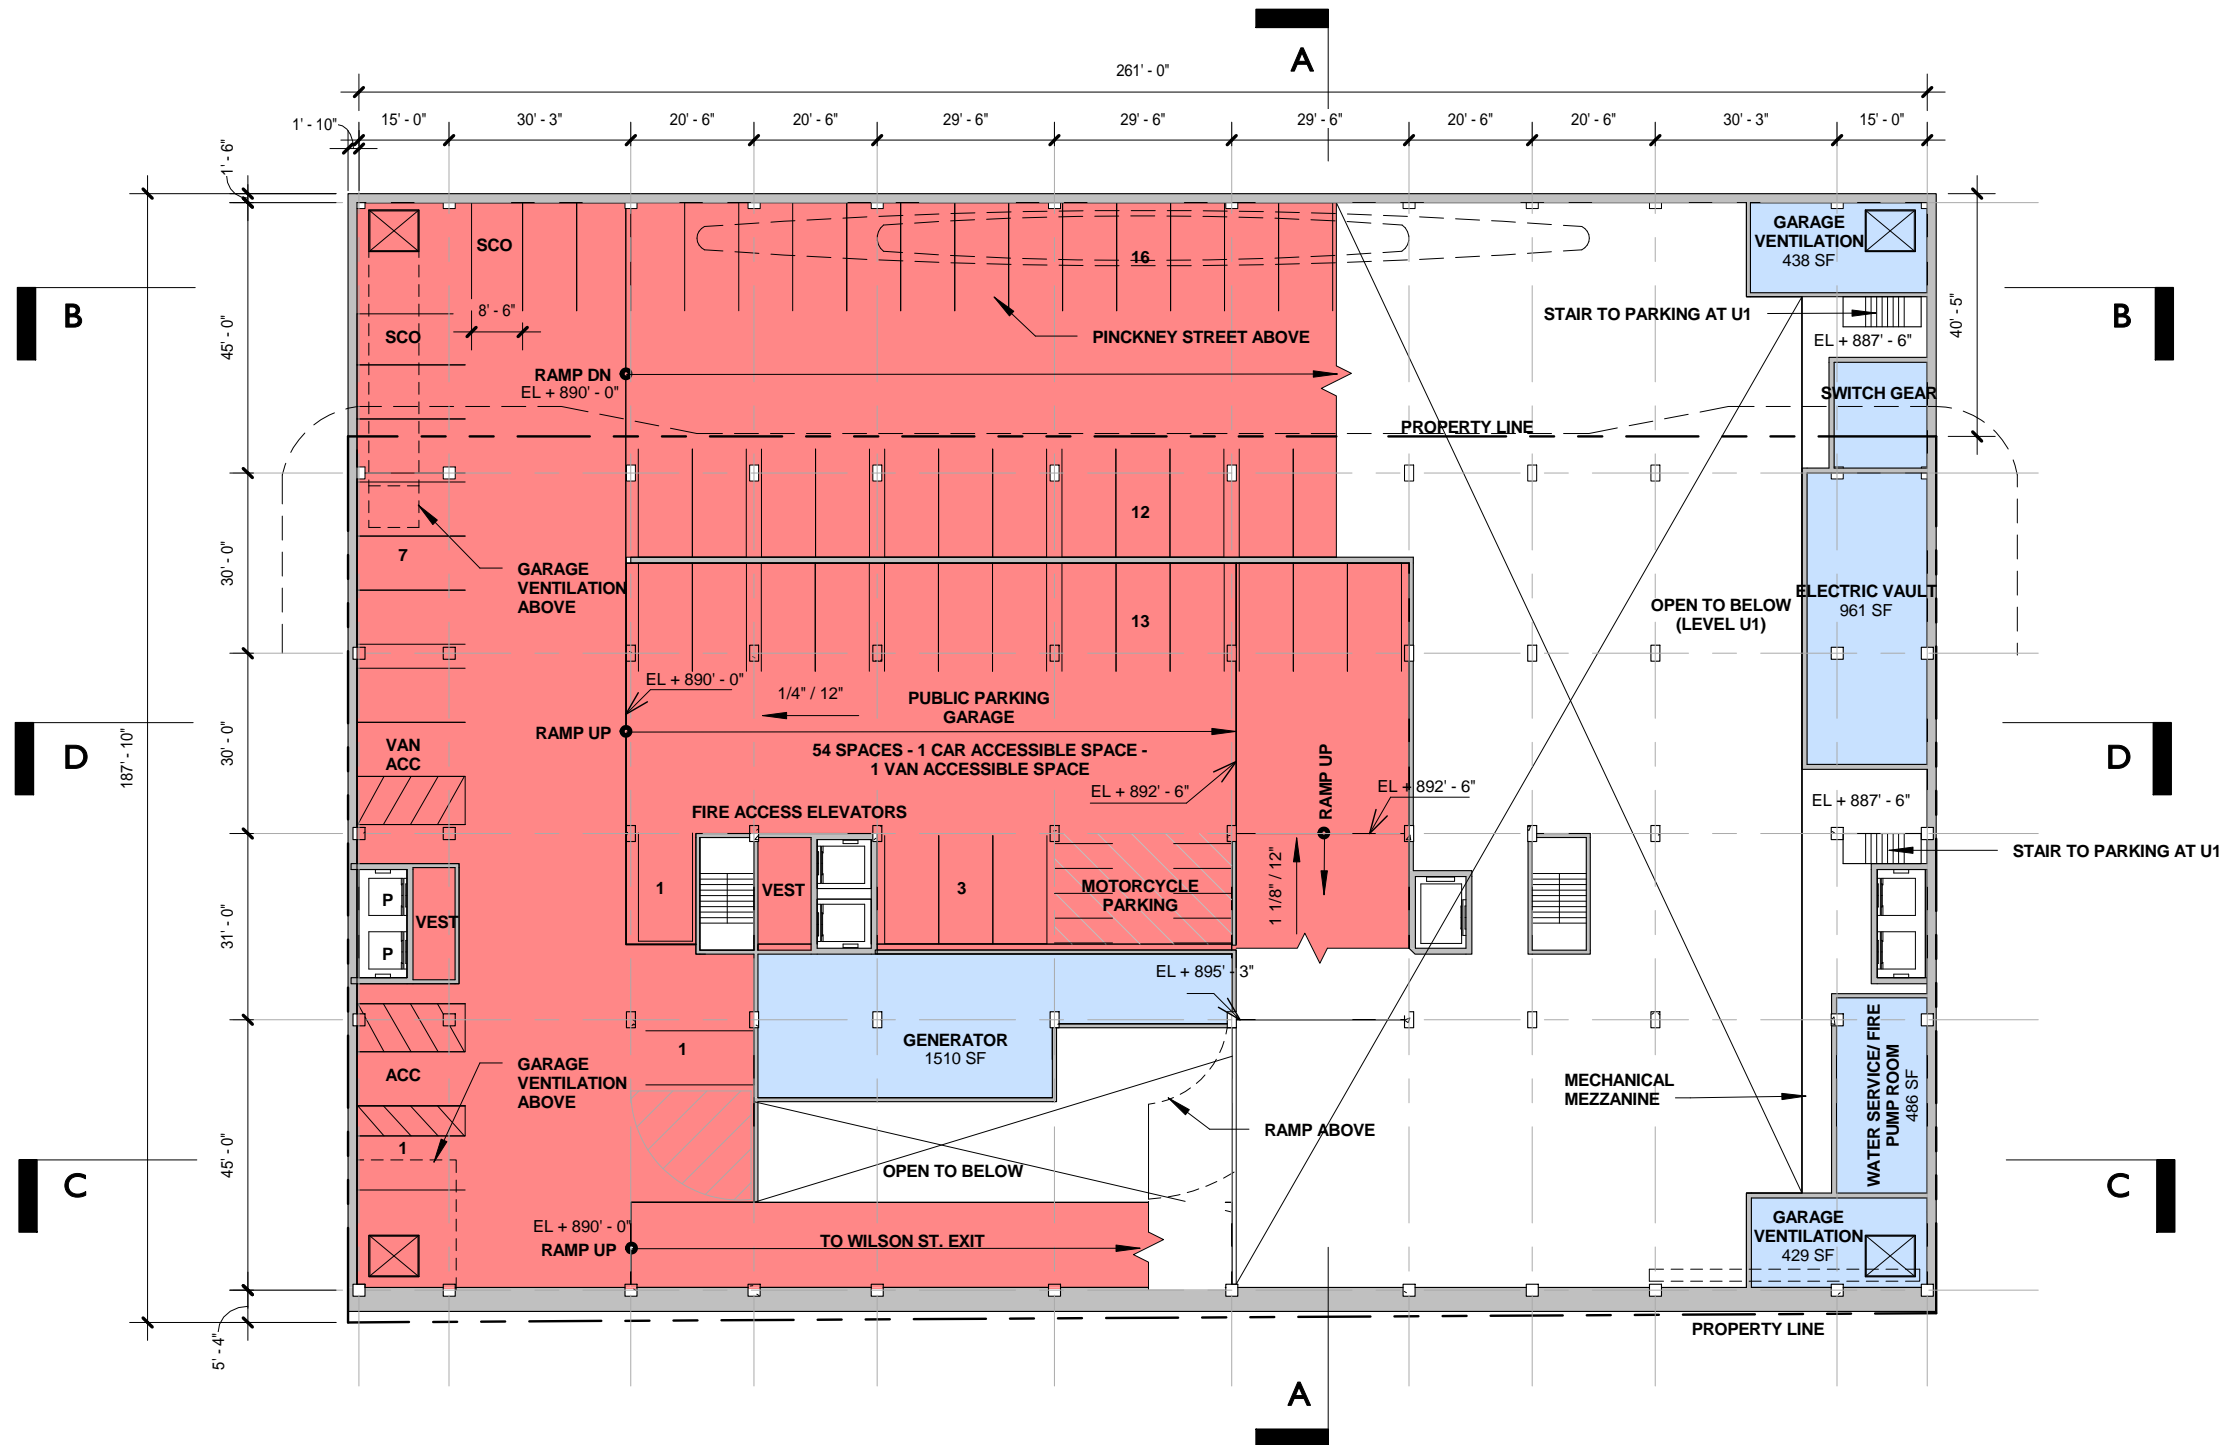 A
261' - 0"
1' - 10"
15' - 0"
30' - 3"
20' - 6"
20' - 6"
29' - 6"
29' - 6"
29' - 6"
20' - 6"
20' - 6"
30' - 3"
15' - 0"
1' - 6"
SCO
16
GARAGE
VENTILATION
438 SF
B
8' - 6"
SCO
PINCKNEY STREET ABOVE
STAIR TO PARKING AT U1
EL + 887' - 6"
40' - 5"
B
45' - 0"
RAMP DN
EL + 890' - 0"
SWITCH GEAR
PROPERTY LINE
12
7
GARAGE
VENTILATION
ABOVE
30' - 0"
13
OPEN TO BELOW
(LEVEL U1)
ELECTRIC VAULT
961 SF
EL + 890' - 0"
1/4" / 12"
PUBLIC PARKING
GARAGE
RAMP UP
54 SPACES - 1 CAR ACCESSIBLE SPACE -
1 VAN ACCESSIBLE SPACE
D
187' - 10"
30' - 0"
VAN
ACC
EL + 892' - 6"
RAMP UP
EL + 892' - 6"
EL + 887' - 6"
D
FIRE ACCESS ELEVATORS
STAIR TO PARKING AT U1
31' - 0"
P
P
VEST
1
VEST
3
MOTORCYCLE
PARKING
1 1/8" / 12"
EL + 895' - 3"
GENERATOR
1510 SF
1
ACC
GARAGE
VENTILATION
ABOVE
1
MECHANICAL
MEZZANINE
WATER SERVICE/ FIRE
PUMP ROOM
486 SF
RAMP ABOVE
OPEN TO BELOW
C
45' - 0"
C
EL + 890' - 0"
RAMP UP
TO WILSON ST. EXIT
GARAGE
VENTILATION
429 SF
5' - 4"
PROPERTY LINE
A